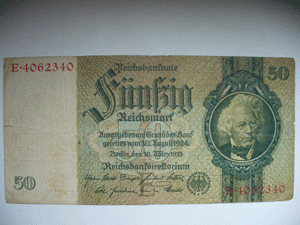 Reichsbanknote
50
E·4062340
Fünfzig
Reichsmark
Ausgegeben auf Grund des Bank
gesetzes vom 30. August 1924
Berlin, den 30. März 1933
Reichsbankdirektorium
50
E·4062340